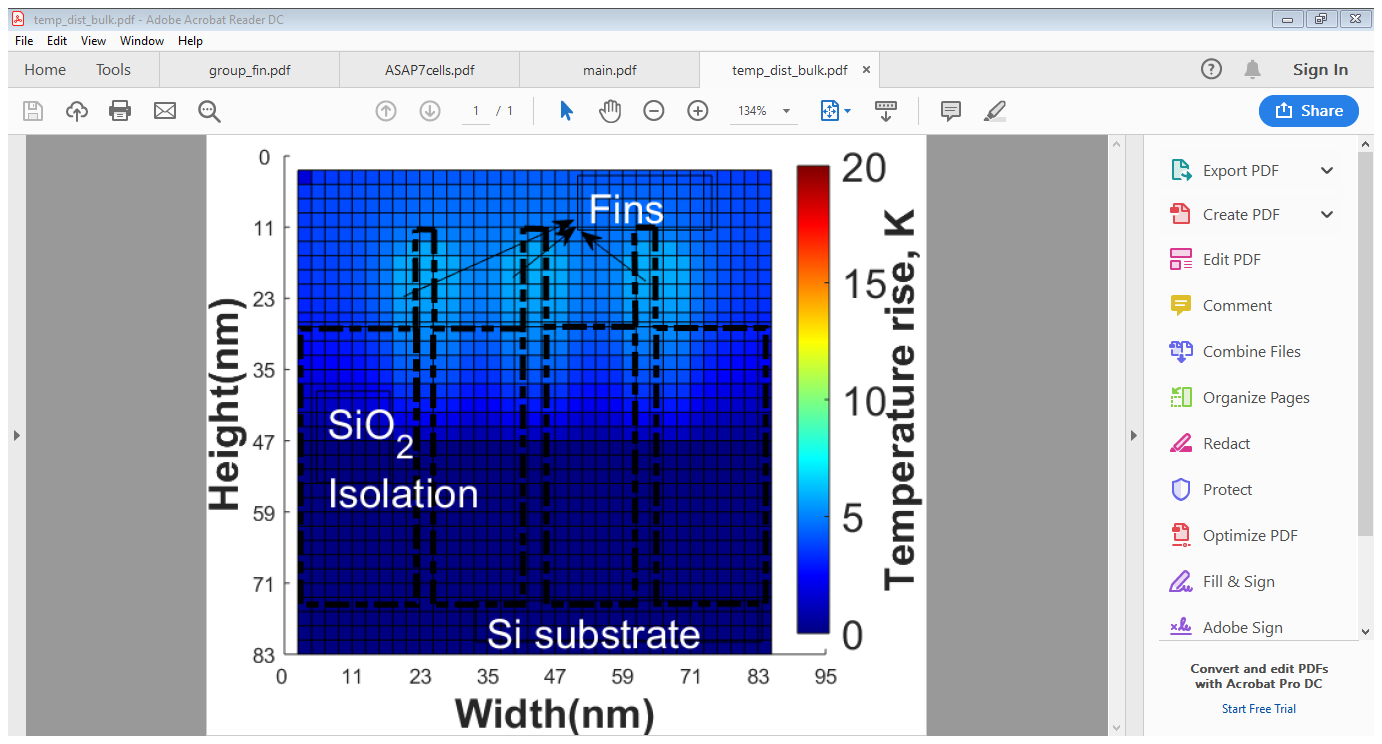 temp_dist_bulk.pdf - Adobe Acrobat Reader DC
File Edit View Window Help
Home Tools group_fin.pdf ASAP7cells.pdf main.pdf temp_dist_bulk.pdf × ? Sign In
1 / 1 134% Share
0
11
23
35
47
59
71
83
Height(nm)
Fins
SiO2
Isolation
Si substrate
0 11 23 35 47 59 71 83 95
Width(nm)
20
15
10
5
0
Temperature rise, K
Export PDF
Create PDF
Edit PDF
Comment
Combine Files
Organize Pages
Redact
Protect
Optimize PDF
Fill & Sign
Adobe Sign
Convert and edit PDFs
with Acrobat Pro DC
Start Free Trial